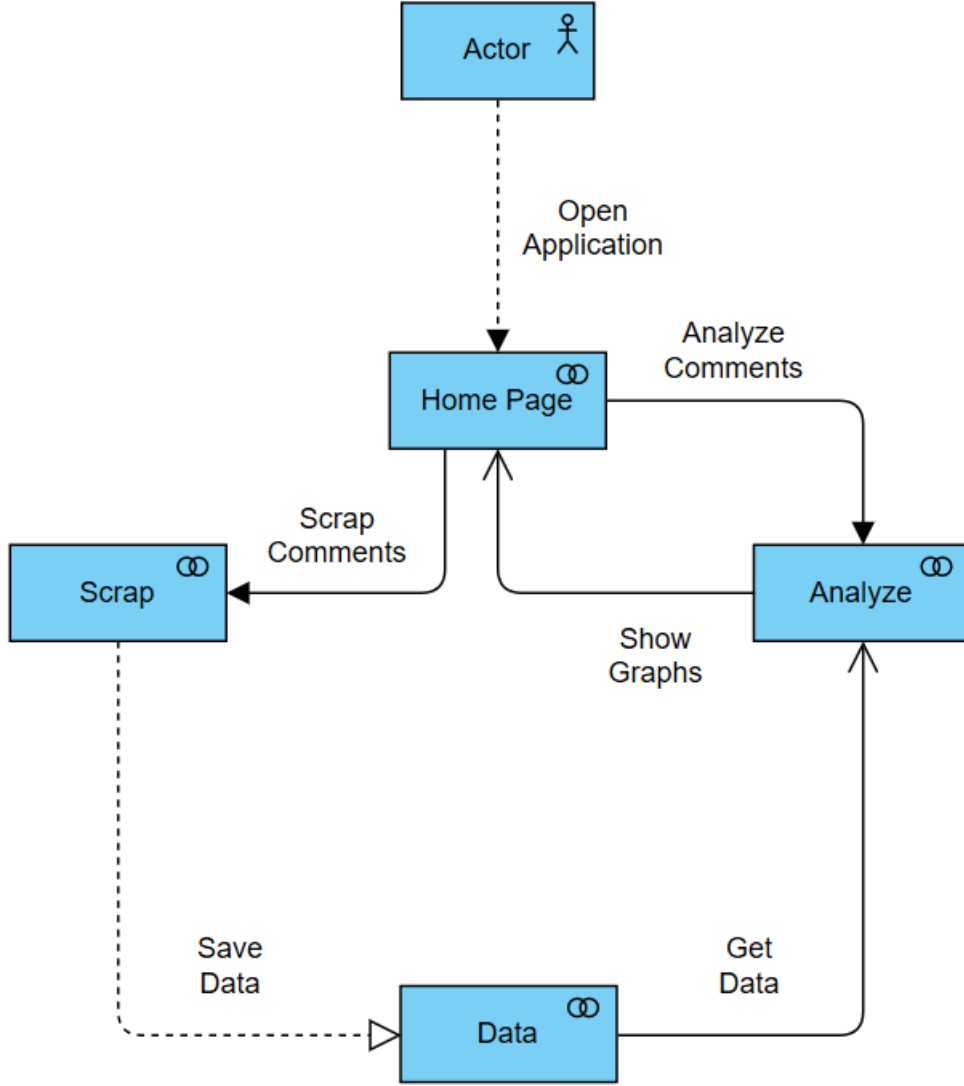 Actor
Open
Application
Analyze
Comments
Home Page
Scrap
Comments
Scrap
Analyze
Show
Graphs
Save
Data
Get
Data
Data